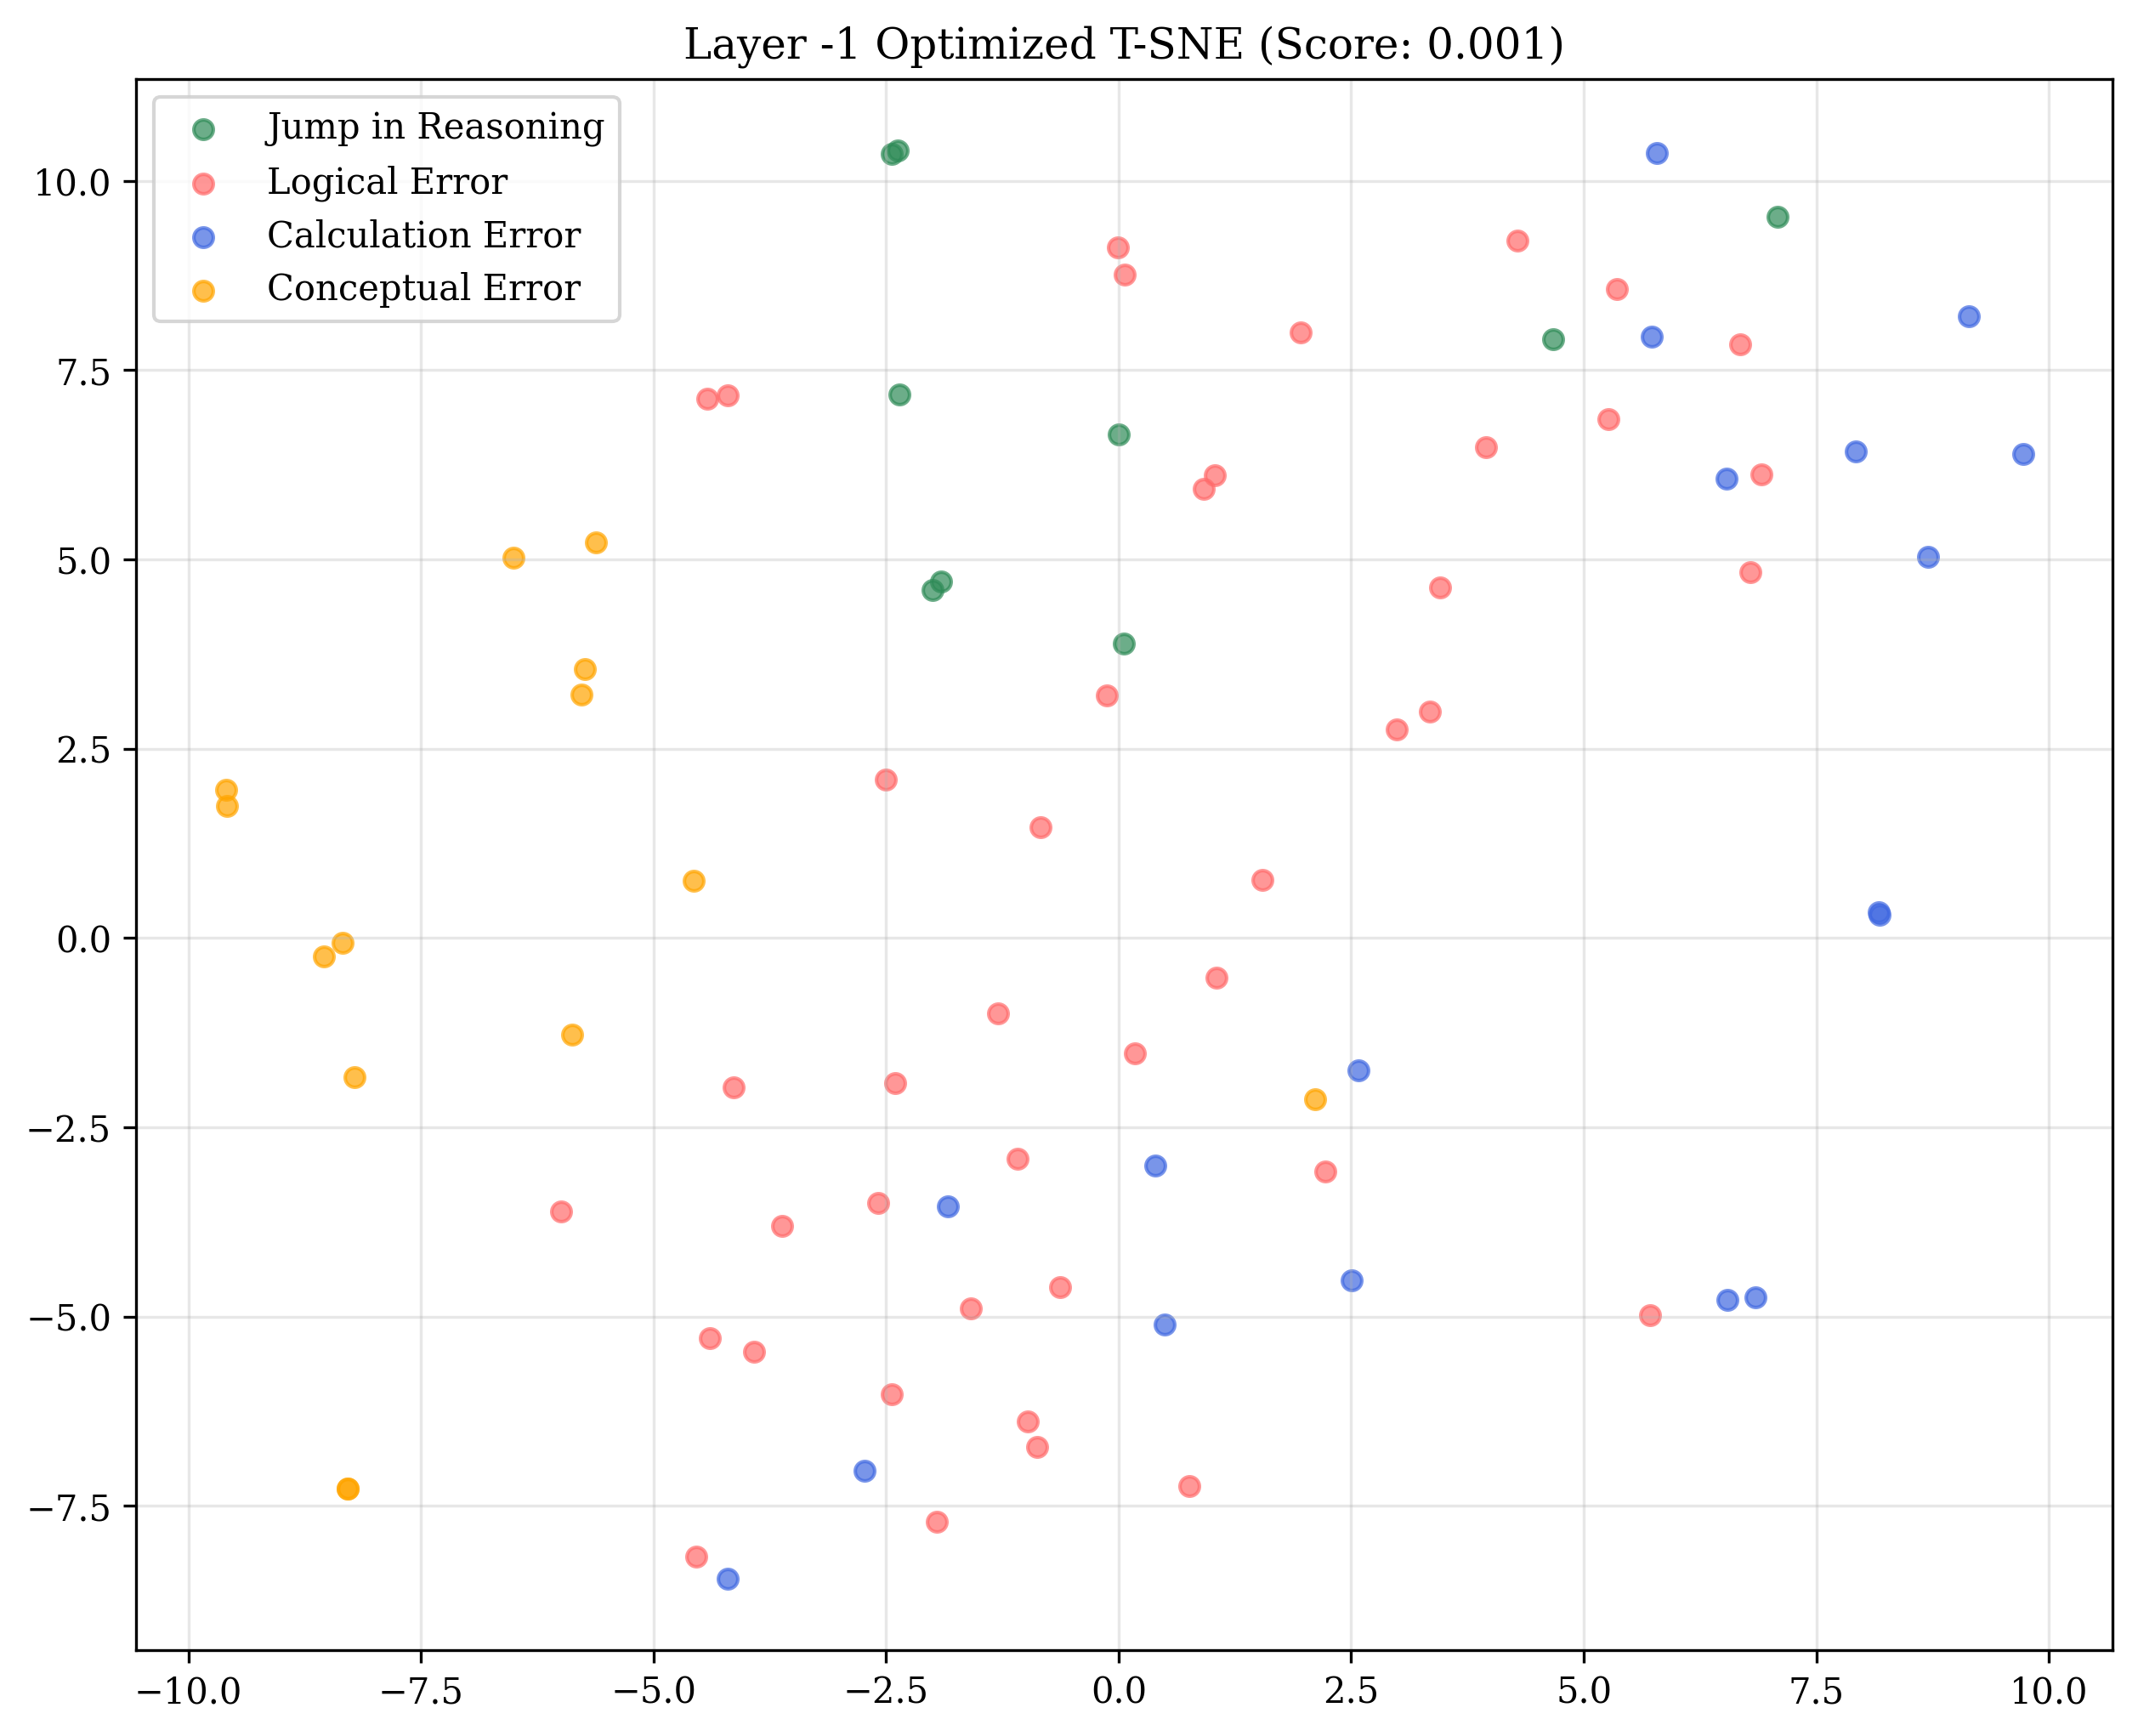 Layer -1 Optimized T-SNE (Score: 0.001)
Jump in Reasoning
Logical Error
Calculation Error
Conceptual Error
10.0
7.5
5.0
2.5
0.0
−2.5
−5.0
−7.5
−10.0 −7.5 −5.0 −2.5 0.0 2.5 5.0 7.5 10.0